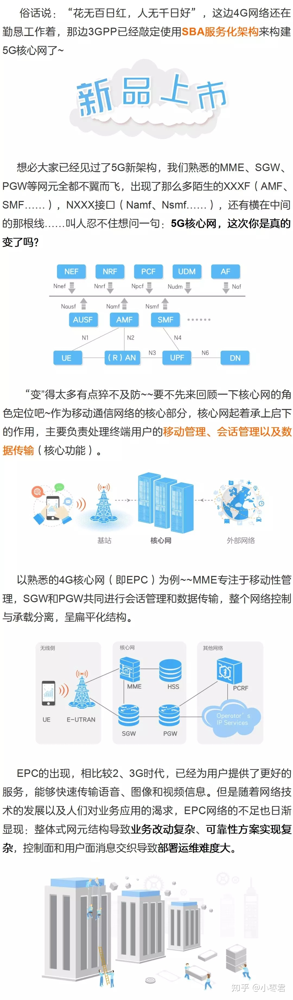 俗话说：“花无百日红，人无千日好”，这边4G网络还在
勤恳工作着，那边3GPP已经敲定使用SBA服务化架构来构建
5G核心网了~
新品上市
想必大家已经见过了5G新架构，我们熟悉的MME、SGW、
PGW等网元全都不翼而飞，出现了那么多陌生的XXXF（AMF、
SMF……），NXXX接口（Namf、Nsmf……），还有横在中间
的那根线……叫人忍不住想问一句：5G核心网，这次你是真的
变了吗？
NEF NRF PCF UDM AF
Nnef Nnrf Npcf Nudm Naf
Nausf Namf Nsmf
AUSF AMF SMF ……
N1 N2 N4
UE （R）AN N3 UPF N6 DN
“变”得太多有点猝不及防~~要不先来回顾一下核心网的角
色定位吧~作为移动通信网络的核心部分，核心网起着承上启下
的作用，主要负责处理终端用户的移动管理、会话管理以及数
据传输（核心功能）。
基站 核心网 外部网络
以熟悉的4G核心网（即EPC）为例~~MME专注于移动性管
理，SGW和PGW共同进行会话管理和数据传输，整个网络控制
与承载分离，呈扁平化结构。
无线侧 核心网 其他网络
MME HSS PCRF
UE E-UTRAN
Operator’s
IP Services
SGW PGW
EPC的出现，相比较2、3G时代，已经为用户提供了更好的
服务，能够快速传输语音、图像和视频信息。但是随着网络技
术的发展以及人们对业务应用的渴求，EPC网络的不足也日渐
显现：整体式网元结构导致业务改动复杂、可靠性方案实现复
杂，控制面和用户面消息交织导致部署运维难度大。
知乎 @小枣君